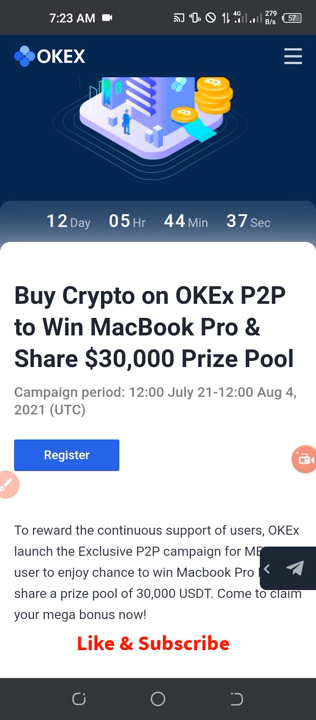 7:23 AM
4G
279
B/s
57
OKEX
12 Day 05 Hr 44 Min 37 Sec
Buy Crypto on OKEx P2P
to Win MacBook Pro &
Share $30,000 Prize Pool
Campaign period: 12:00 July 21-12:00 Aug 4,
2021 (UTC)
Register
To reward the continuous support of users, OKEx
launch the Exclusive P2P campaign for ME
user to enjoy chance to win Macbook Pro
share a prize pool of 30,000 USDT. Come to claim
your mega bonus now!
Like & Subscribe